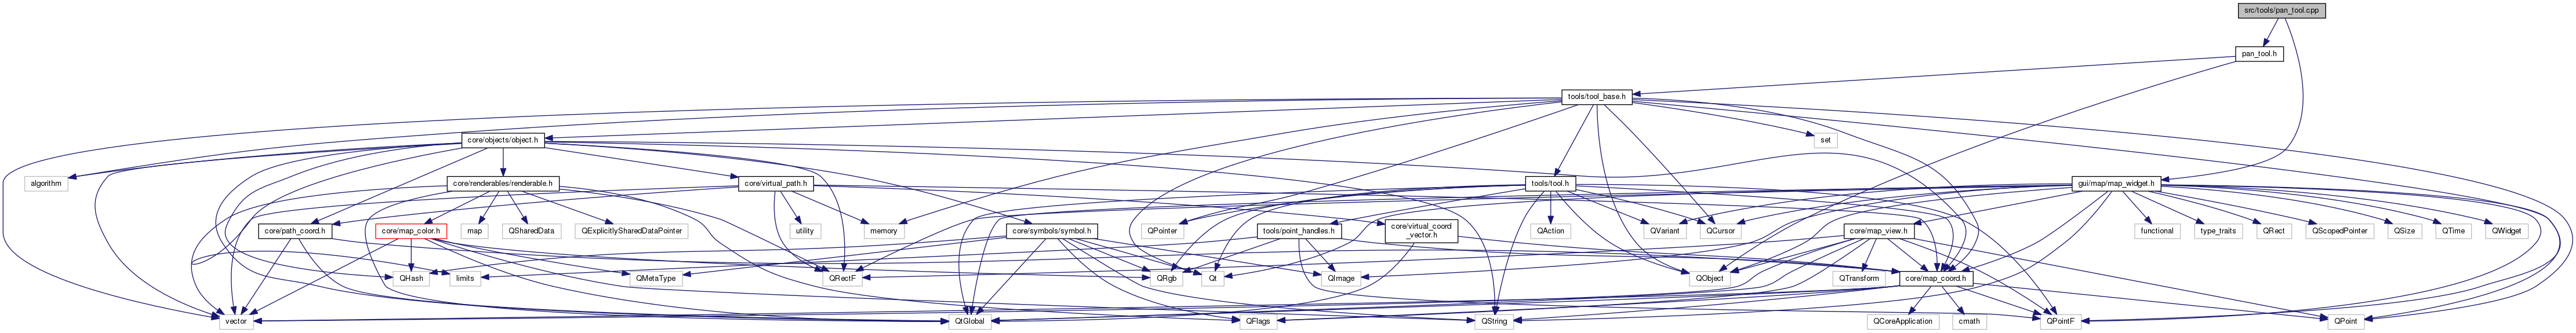 src/tools/pan_tool.cpp
pan_tool.h
tools/tool_base.h
core/objects/object.h
set
algorithm
core/renderables/renderable.h
core/virtual_path.h
tools/tool.h
gui/map/map_widget.h
core/path_coord.h
core/map_color.h
map
QSharedData
QExplicitlySharedDataPointer
utility
memory
core/symbols/symbol.h
core/virtual_coord
_vector.h
QPointer
tools/point_handles.h
QAction
QVariant
QCursor
core/map_view.h
functional
type_traits
QRect
QScopedPointer
QSize
QTime
QWidget
QHash
limits
QMetaType
QRectF
QRgb
Qt
QRgb
Qt
QImage
QObject
QTransform
core/map_coord.h
vector
QtGlobal
QFlags
QString
QCoreApplication
cmath
QPointF
QPoint